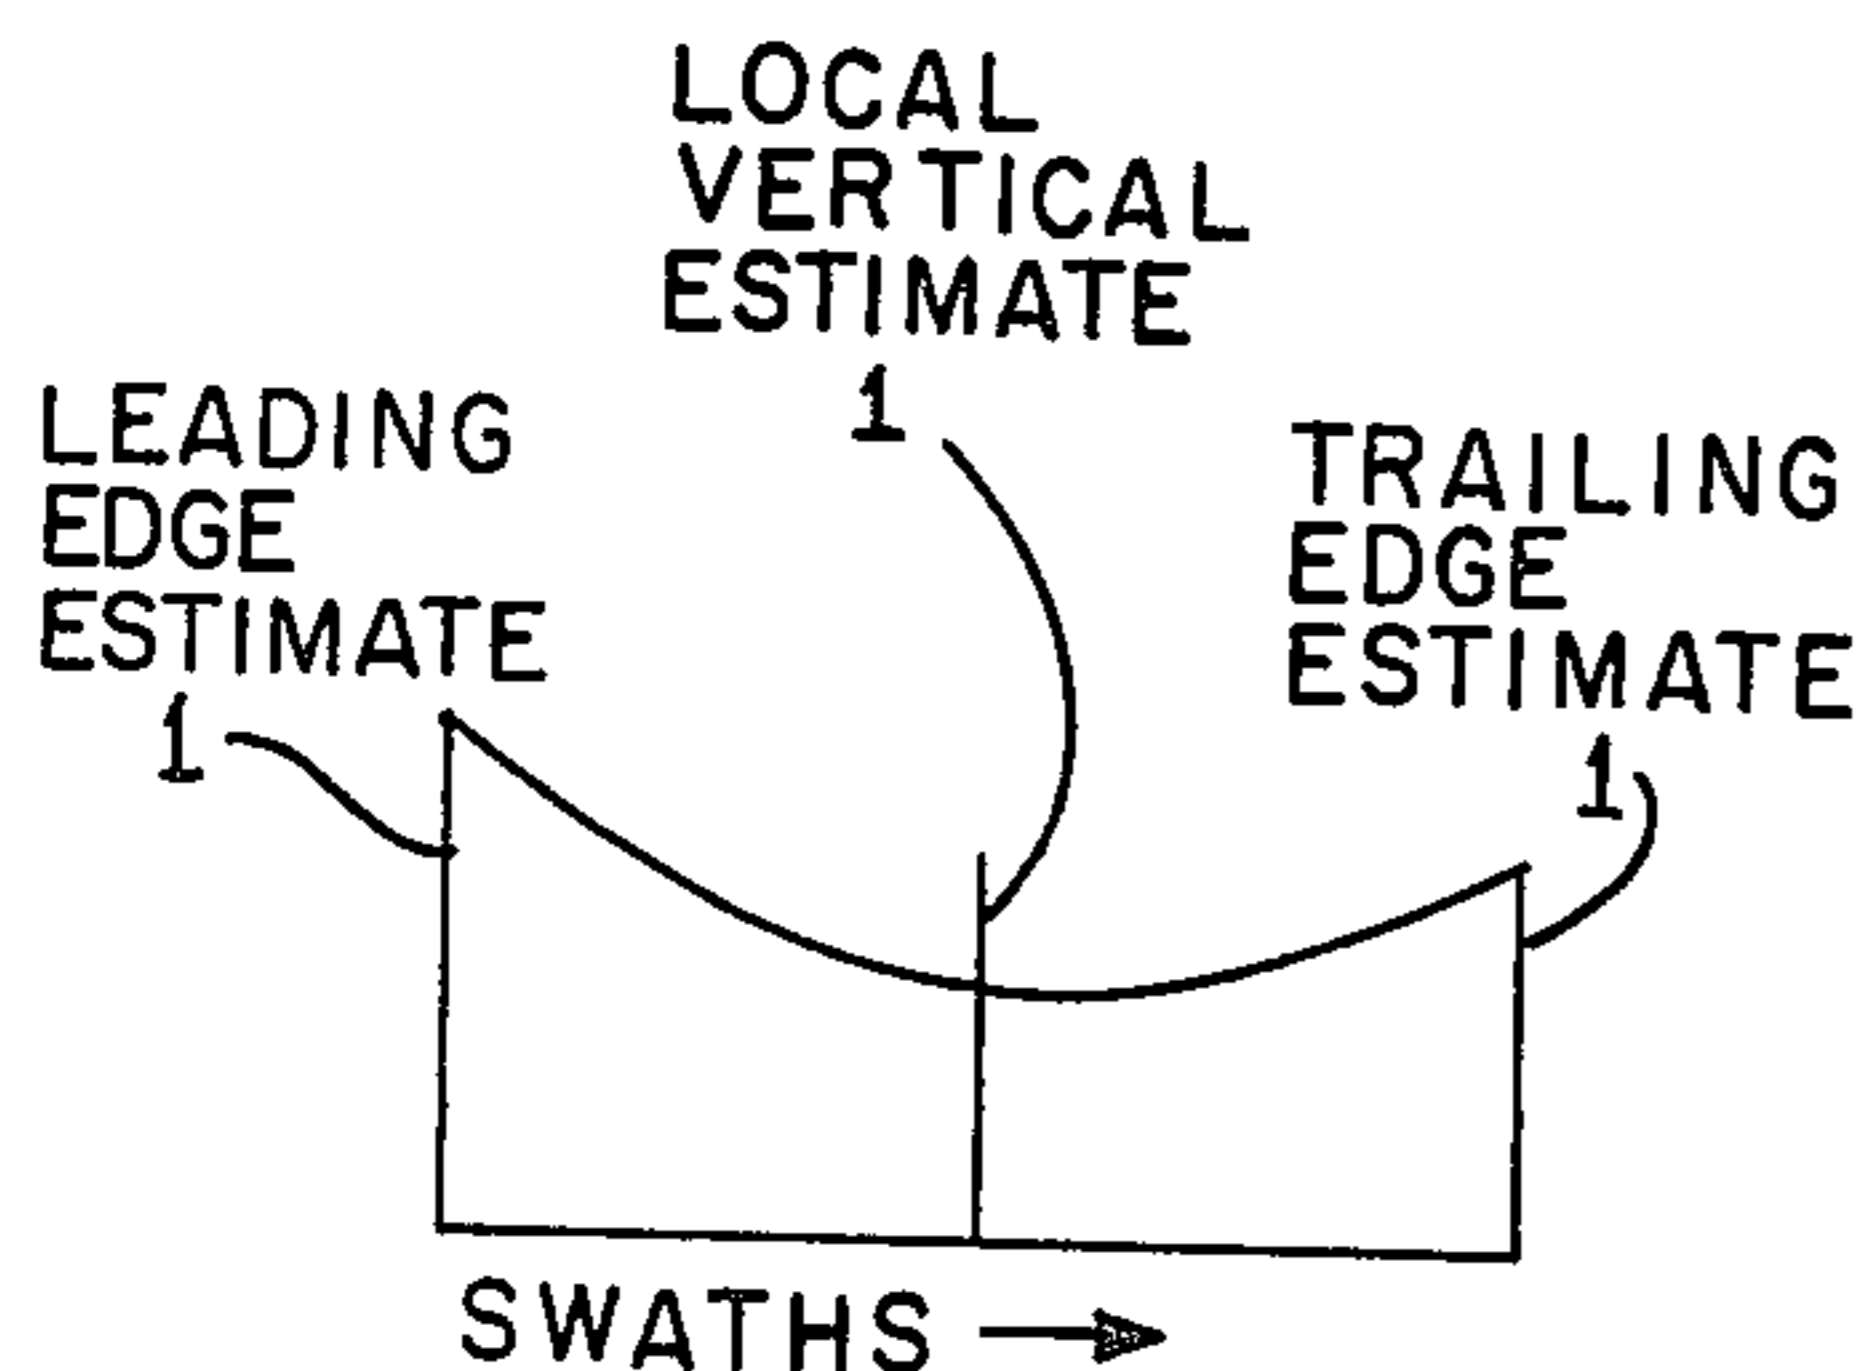 LOCAL
VERTICAL
ESTIMATE
1
LEADING
EDGE
ESTIMATE
1
TRAILING
EDGE
ESTIMATE
1
SWATHS